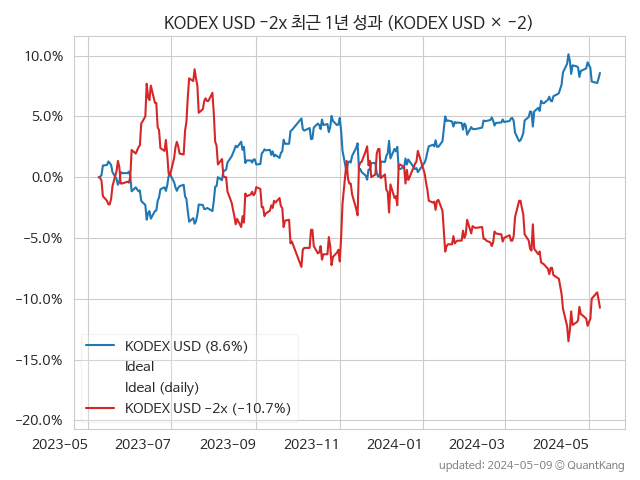 KODEX USD −2x 최근 1년 성과 (KODEX USD × −2)
10.0%
5.0%
0.0%
−5.0%
−10.0%
−15.0%
−20.0%
KODEX USD (8.6%)
Ideal
Ideal (daily)
KODEX USD −2x (−10.7%)
2023-05 2023-07 2023-09 2023-11 2024-01 2024-03 2024-05
updated: 2024-05-09 © QuantKang